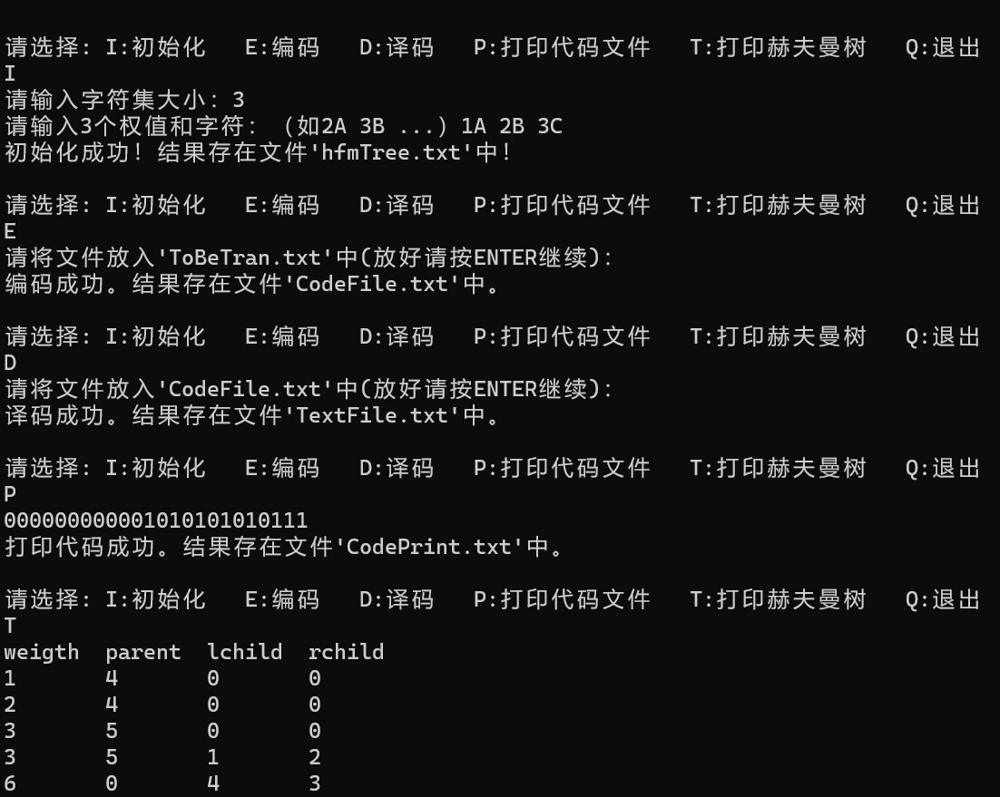 请选择: I:初始化   E:编码   D:译码   P:打印代码文件   T:打印赫夫曼树   Q:退出
I
请输入字符集大小: 3
请输入3个权值和字符: （如2A 3B ...）1A 2B 3C
初始化成功! 结果存在文件'hfmTree.txt'中!
请选择: I:初始化   E:编码   D:译码   P:打印代码文件   T:打印赫夫曼树   Q:退出
E
请将文件放入'ToBeTran.txt'中(放好请按ENTER继续):
编码成功。结果存在文件'CodeFile.txt'中。
请选择: I:初始化   E:编码   D:译码   P:打印代码文件   T:打印赫夫曼树   Q:退出
D
请将文件放入'CodeFile.txt'中(放好请按ENTER继续):
译码成功。结果存在文件'TextFile.txt'中。
请选择: I:初始化   E:编码   D:译码   P:打印代码文件   T:打印赫夫曼树   Q:退出
P
000000000001010101010111
打印代码成功。结果存在文件'CodePrint.txt'中。
请选择: I:初始化   E:编码   D:译码   P:打印代码文件   T:打印赫夫曼树   Q:退出
T
weigth  parent  lchild  rchild
1       4       0       0
2       4       0       0
3       5       0       0
3       5       1       2
6       0       4       3